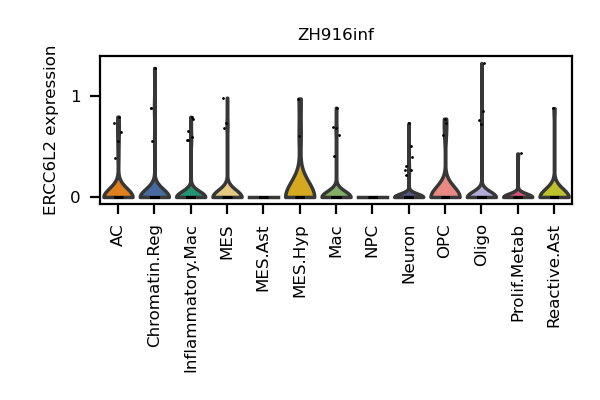 ZH916inf
ERCC6L2 expression
1
0
AC
Chromatin.Reg
Inflammatory.Mac
MES
MES.Ast
MES.Hyp
Mac
NPC
Neuron
OPC
Oligo
Prolif.Metab
Reactive.Ast